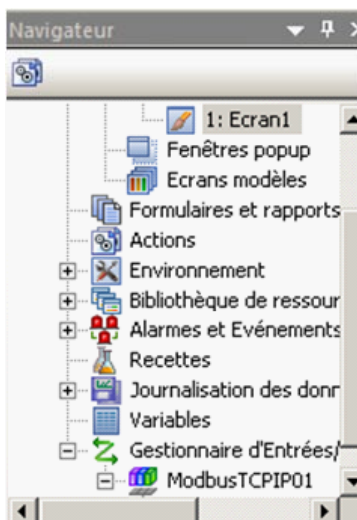 Navigateur
1: Ecran1
Fenêtres popup
Ecrans modèles
Formulaires et rapports
Actions
Environnement
Bibliothèque de ressour
Alarmes et Evénements
Recettes
Journalisation des donr
Variables
Gestionnaire d'Entrées/
ModbusTCPIP01